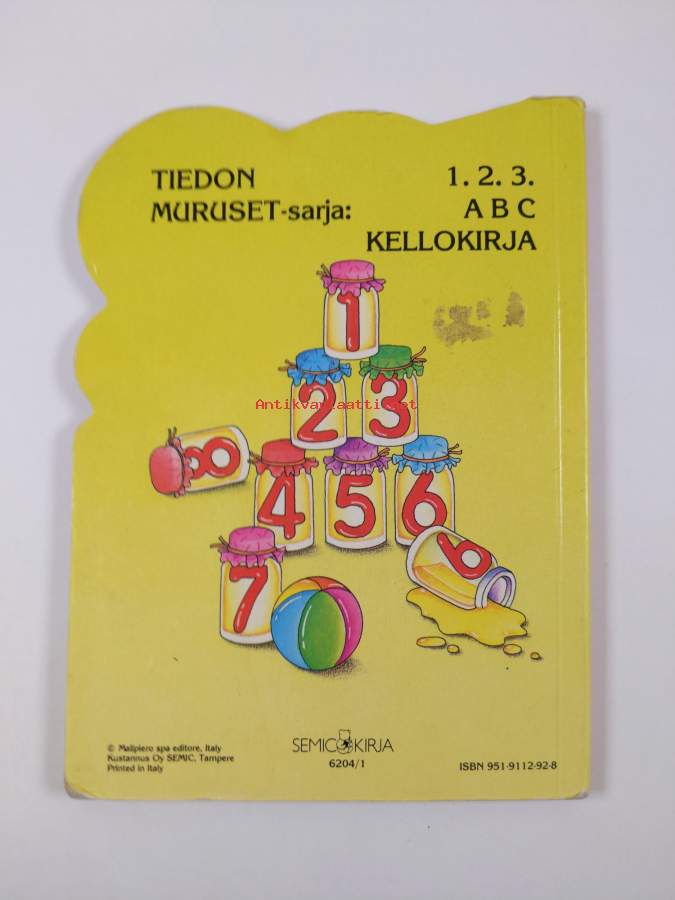 TIEDON
MURUSET-sarja:
1. 2. 3.
A B C
KELLOKIRJA
1
2 3
Antikvariaatti.net
8
4 5 6
7
9
© Malipiero spa editore, Italy
Kustannus Oy SEMIC, Tampere
Printed in Italy
SEMIC KIRJA
6204/1
ISBN 951-9112-92-8